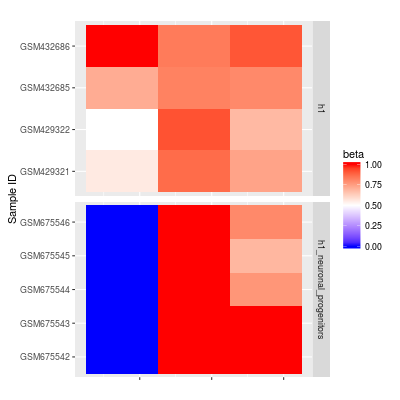 GSM432686
GSM432685
GSM429322
GSM429321
h1
GSM675546
GSM675545
GSM675544
GSM675543
GSM675542
h1_neuronal_progenitors
Sample ID
beta
1.00
0.75
0.50
0.25
0.00